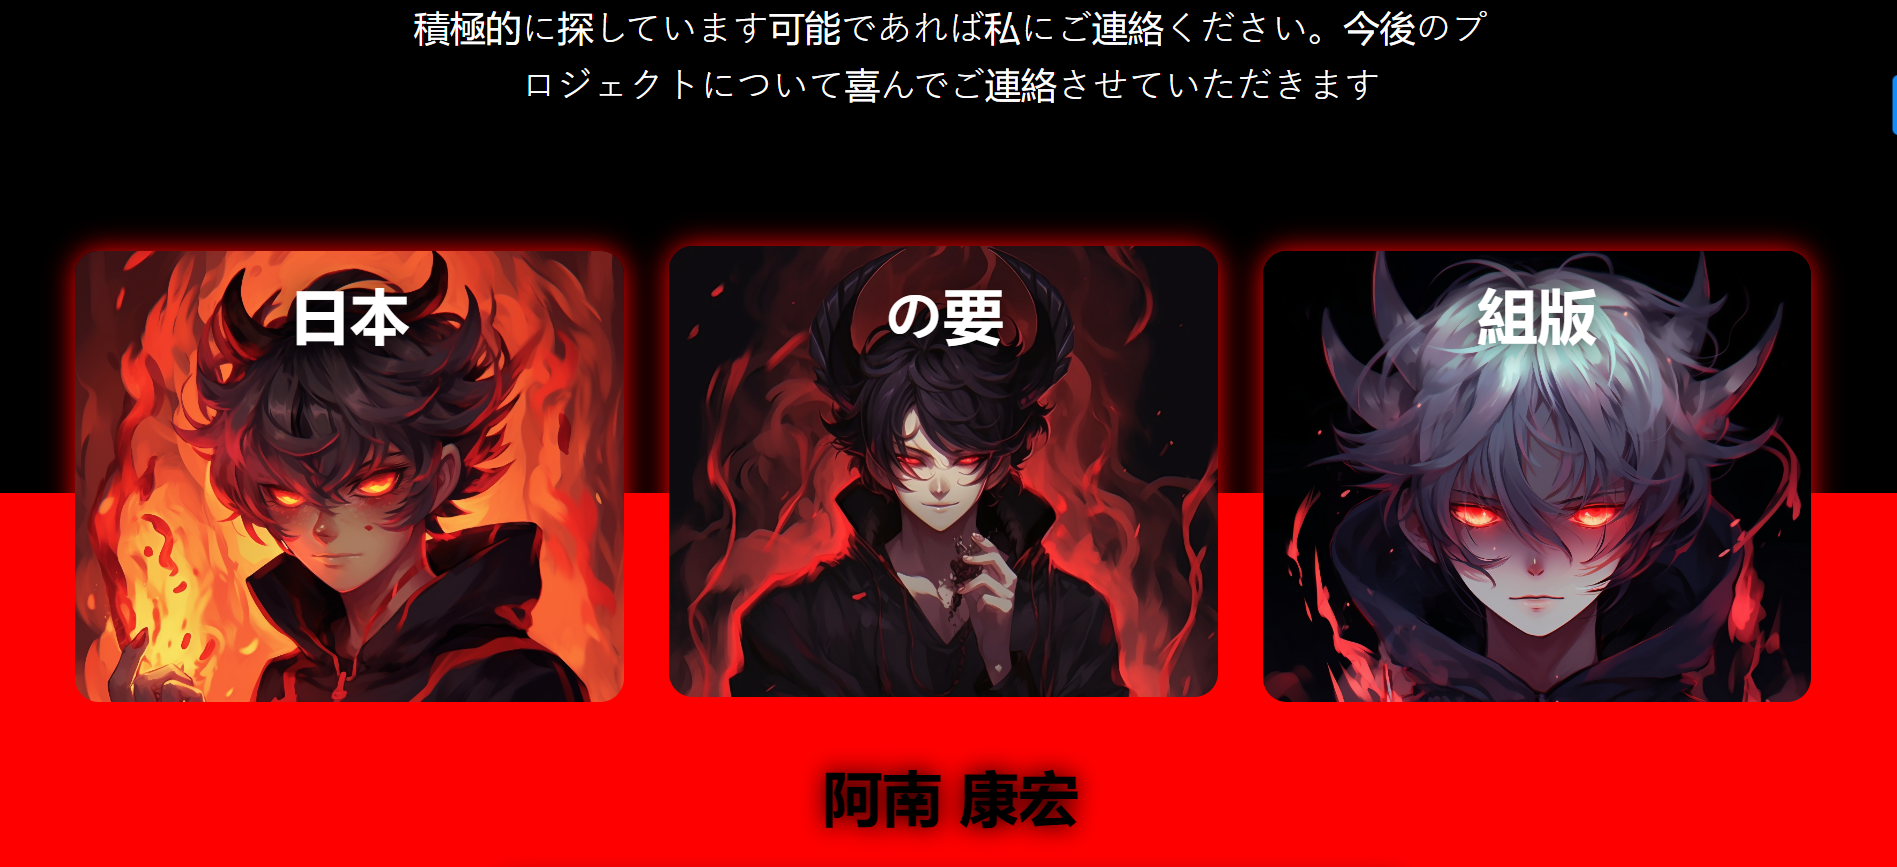 積極的に探しています可能であれば私にご連絡ください。今後のプ
ロジェクトについて喜んでご連絡させていただきます
日本
の要
組版
阿南 康宏